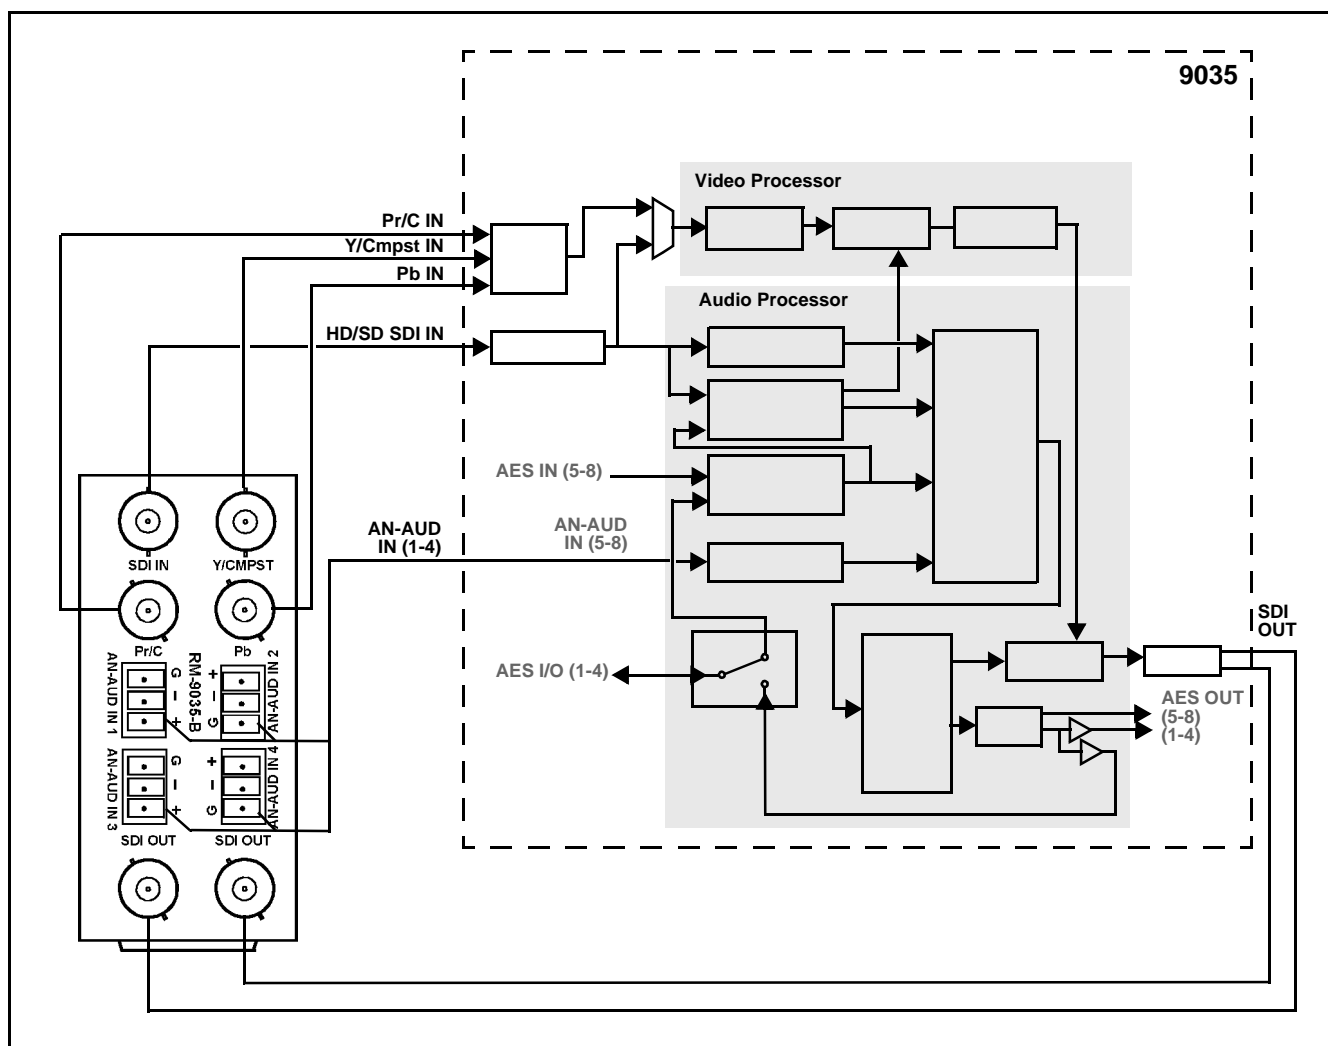 9035
Video Processor
Pr/C IN
Y/Cmpst IN
Pb IN
Audio Processor
HD/SD SDI IN
AES IN (5-8)
AN-AUD
IN (1-4)
AN-AUD
IN (5-8)
SDI IN
Y/CMPST
SDI
OUT
Pr/C
Pb
AN-AUD IN 1
G
–
+
RM-9035-B
+
–
G
AN-AUD IN 2
AES I/O (1-4)
AES OUT
(5-8)
(1-4)
AN-AUD IN 3
G
–
+
+
–
G
AN-AUD IN 4
SDI OUT
SDI OUT